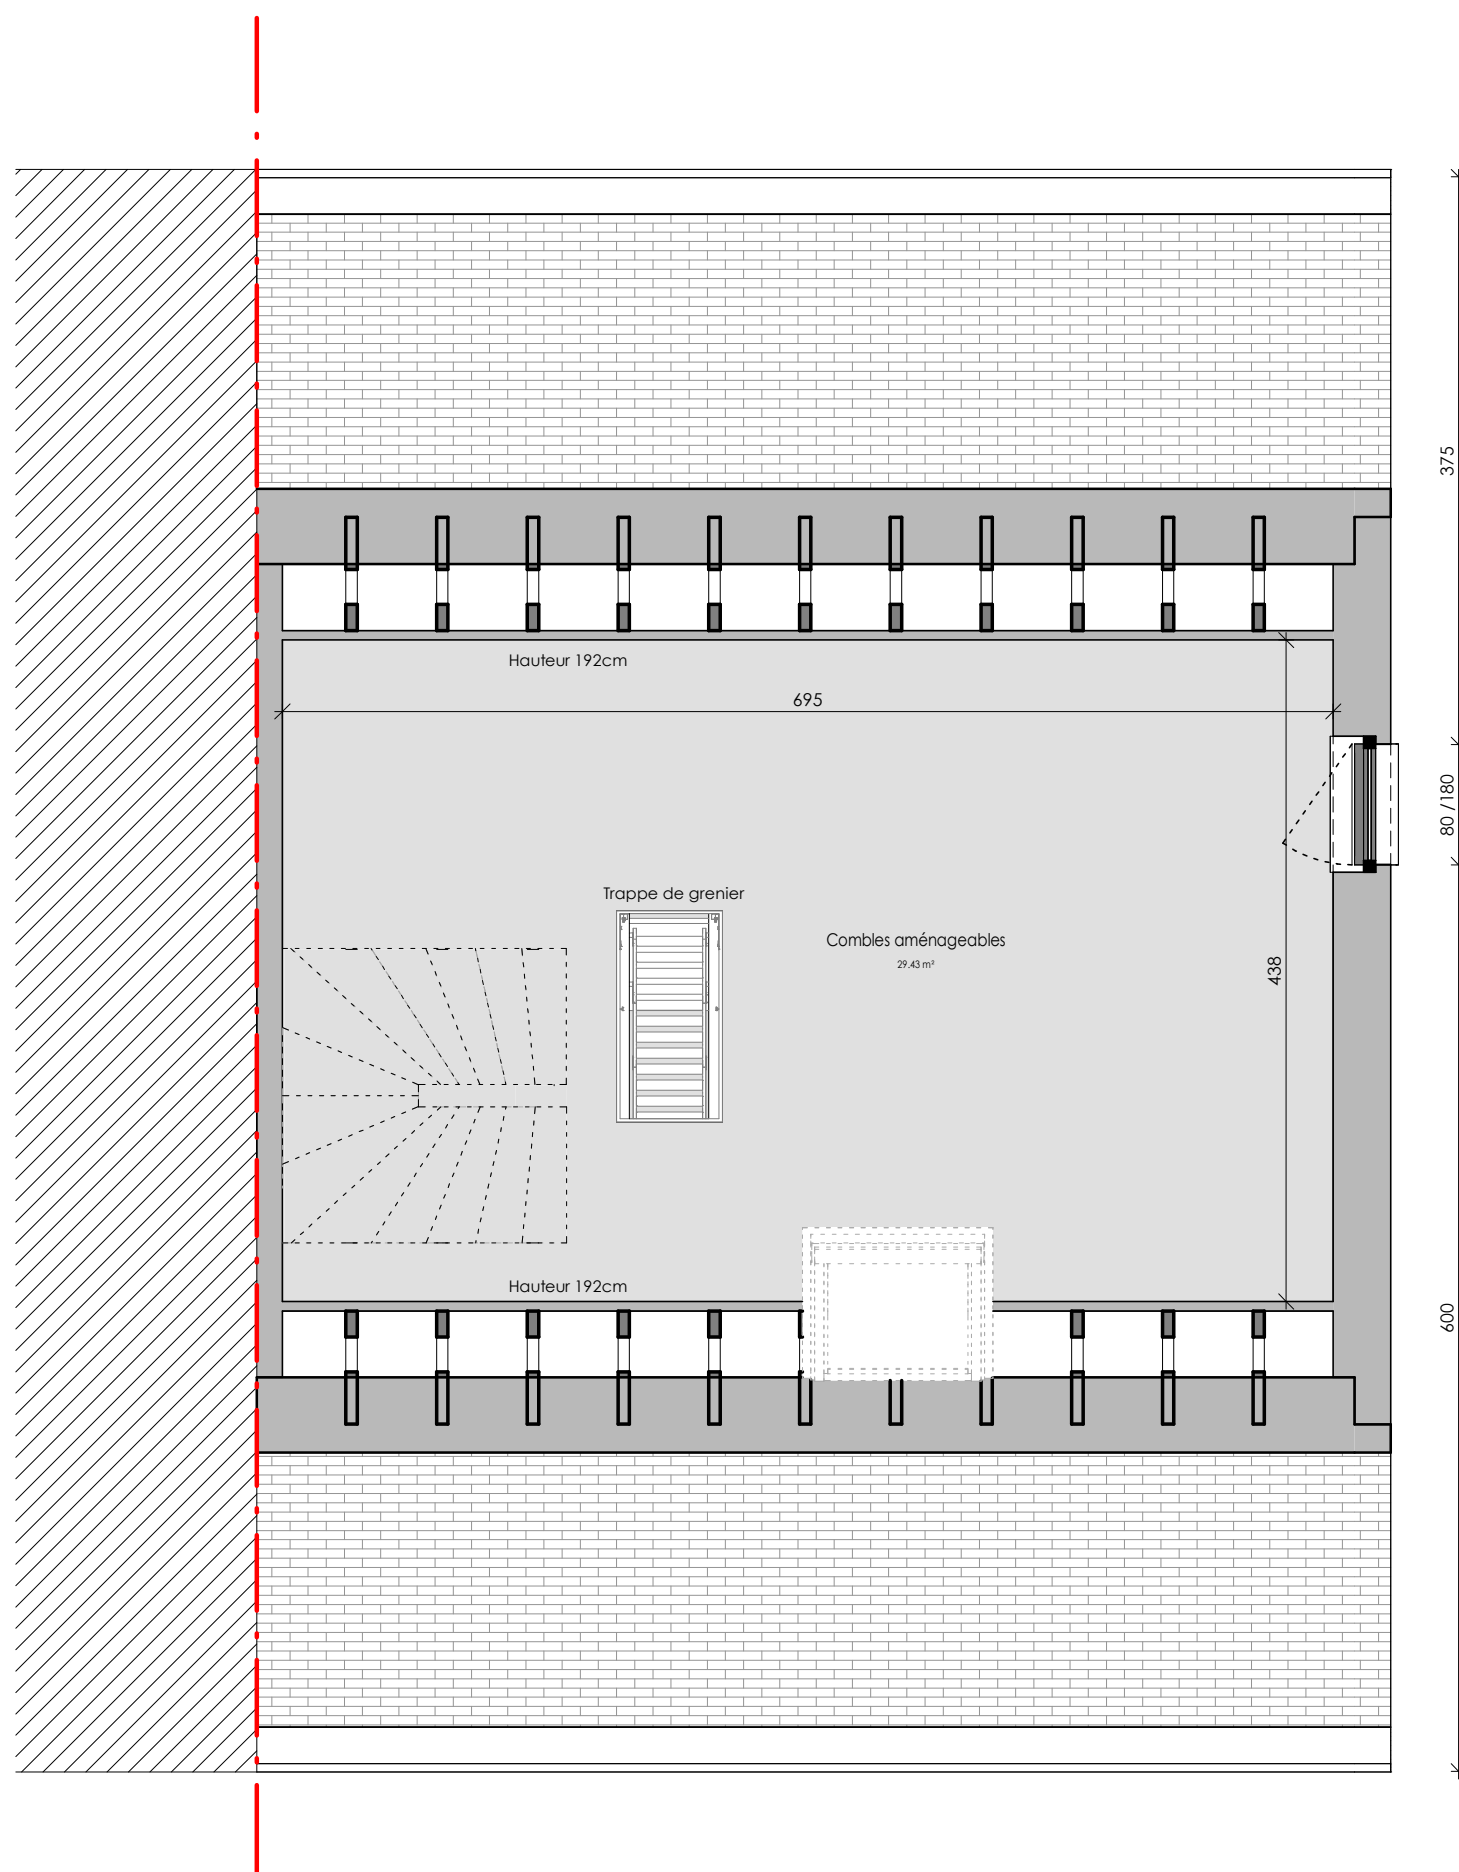 375
Hauteur 192cm
695
80 /180
Trappe de grenier
Combles aménageables
29.43 m²
438
Hauteur 192cm
600